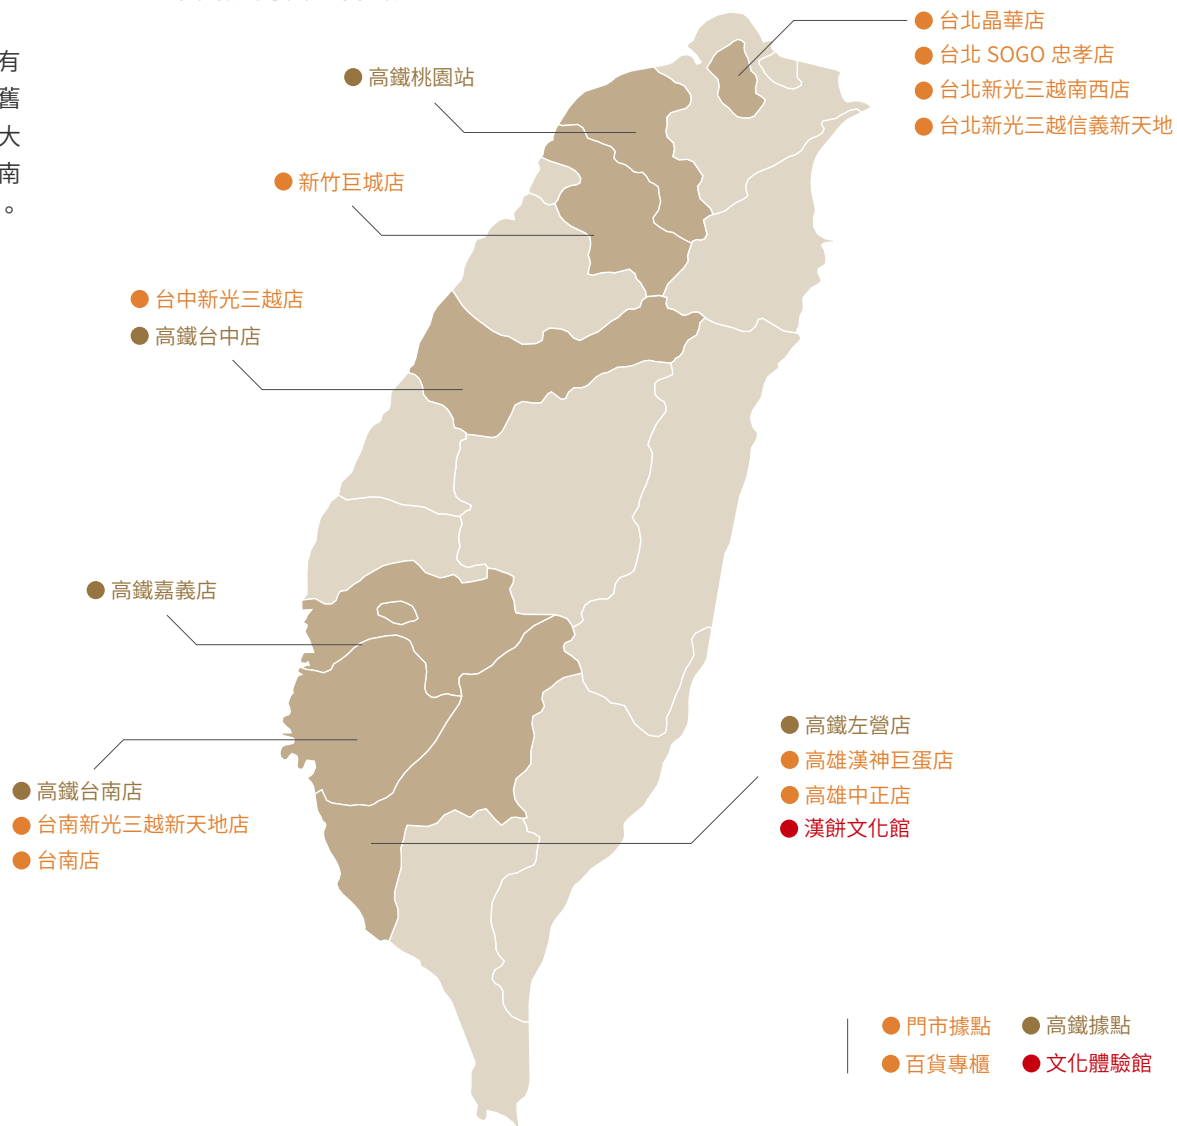 有
舊
大
南
。
台北晶華店
台北 SOGO 忠孝店
台北新光三越南西店
台北新光三越信義新天地
高鐵桃園站
新竹巨城店
台中新光三越店
高鐵台中店
高鐵嘉義店
高鐵台南店
台南新光三越新天地店
台南店
高鐵左營店
高雄漢神巨蛋店
高雄中正店
漢餅文化館
門市據點
高鐵據點
百貨專櫃
文化體驗館